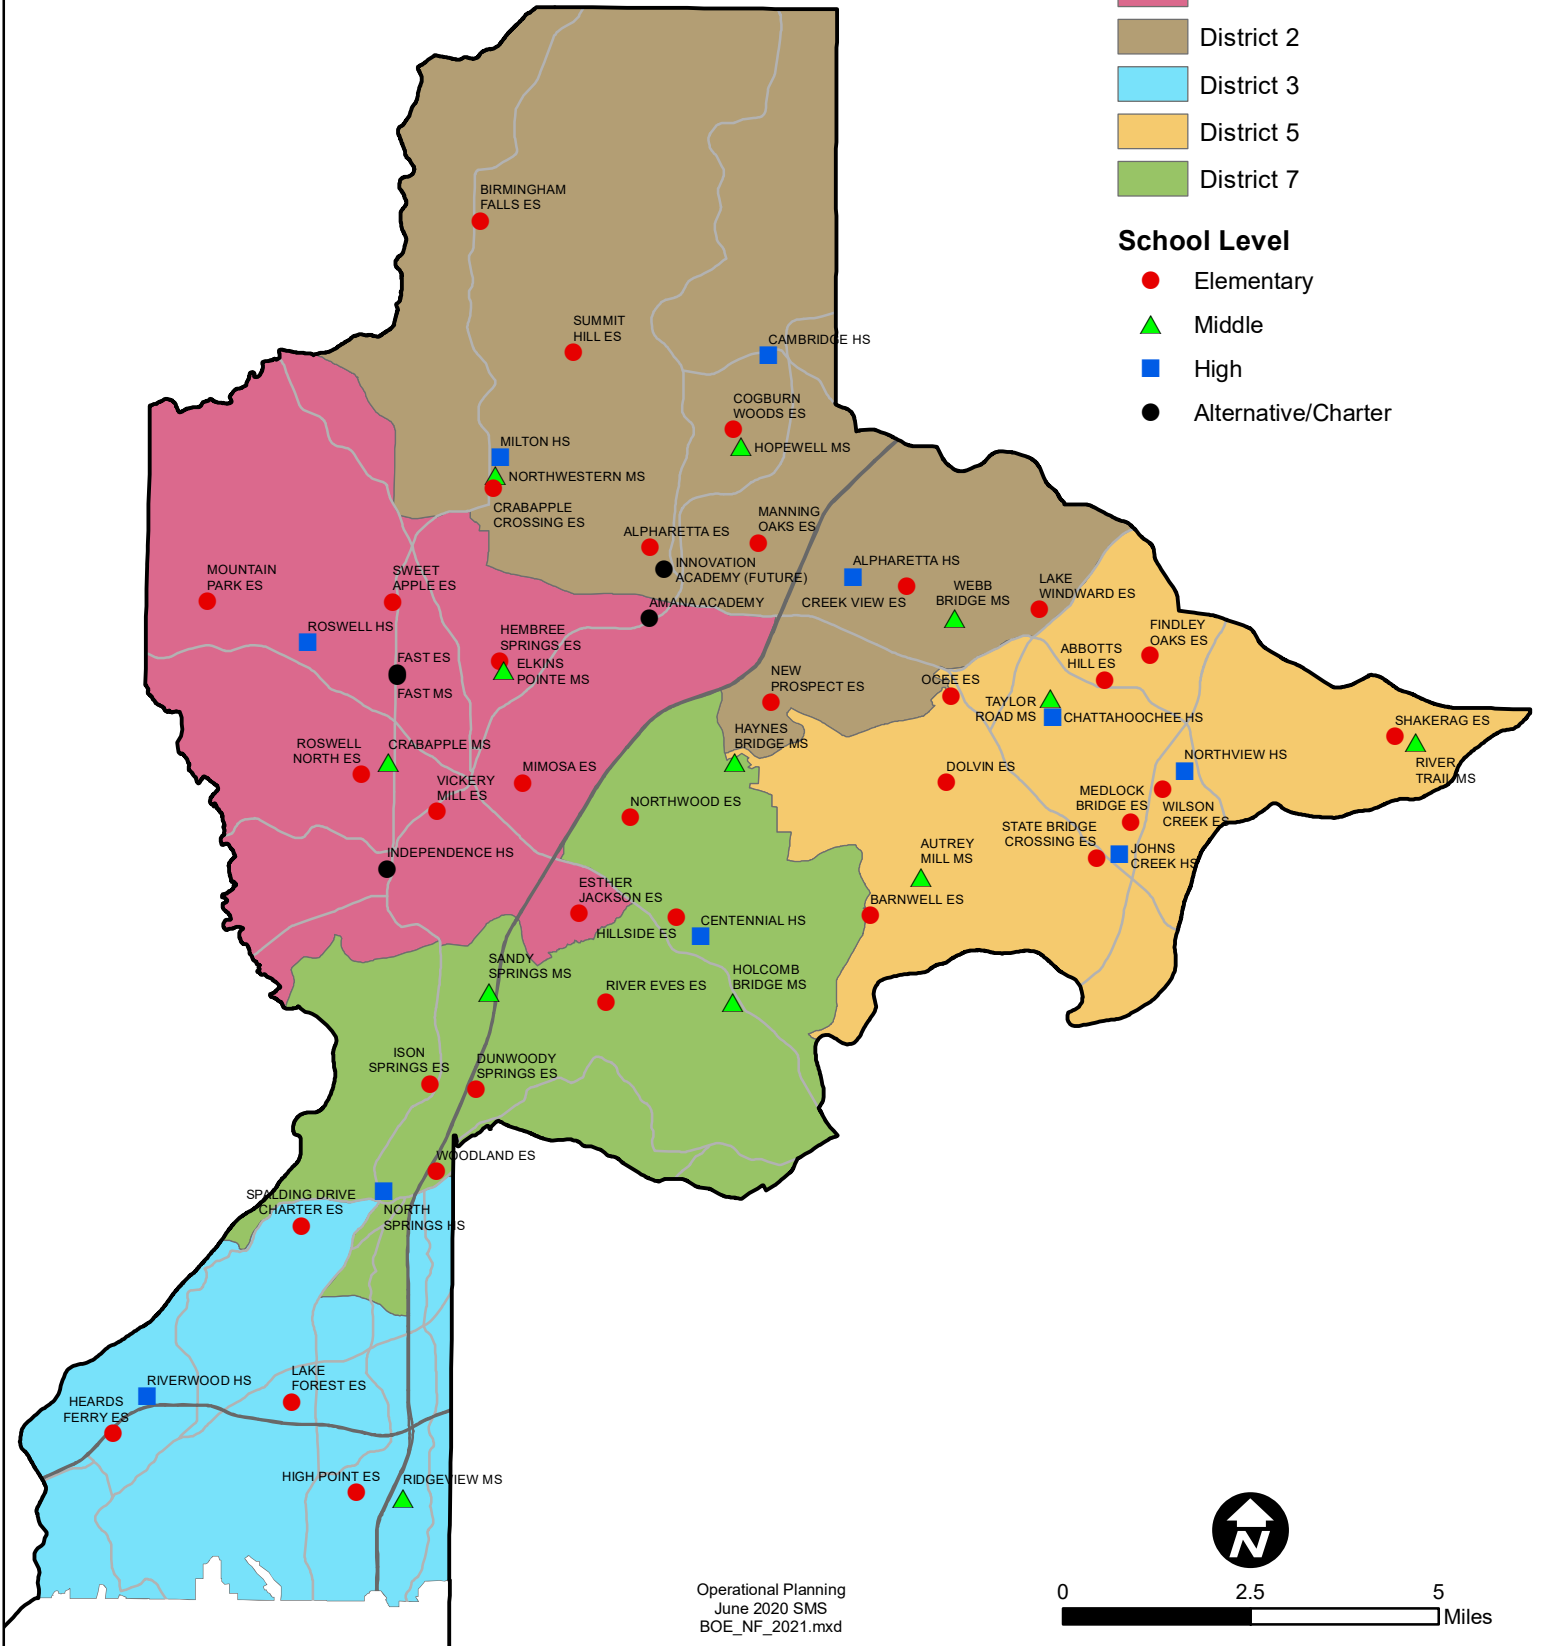 District 2
District 3
District 5
District 7
School Level
Elementary
Middle
High
Alternative/Charter
BIRMINGHAM
FALLS ES
SUMMIT
HILL ES
CAMBRIDGE HS
COGBURN
WOODS ES
HOPEWELL MS
MILTON HS
NORTHWESTERN MS
CRABAPPLE
CROSSING ES
MANNING
OAKS ES
ALPHARETTA ES
INNOVATION
ACADEMY (FUTURE)
ALPHARETTA HS
CREEK VIEW ES
WEBB
BRIDGE MS
LAKE
WINDWARD ES
MOUNTAIN
PARK ES
SWEET
APPLE ES
AMANA ACADEMY
ROSWELL HS
HEMBREE
SPRINGS ES
ELKINS
POINTE MS
FAST ES
FAST MS
FINDLEY
OAKS ES
ABBOTTS
HILL ES
NEW
PROSPECT ES
OCEE ES
TAYLOR
ROAD MS
CHATTAHOOCHEE HS
SHAKERAG ES
RIVER
TRAIL MS
HAYNES
BRIDGE MS
ROSWELL
NORTH ES
CRABAPPLE MS
VICKERY
MILL ES
MIMOSA ES
DOLVIN ES
NORTHVIEW HS
MEDLOCK
BRIDGE ES
WILSON
CREEK ES
NORTHWOOD ES
STATE BRIDGE
CROSSING ES
JOHNS
CREEK HS
AUTREY
MILL MS
INDEPENDENCE HS
ESTHER
JACKSON ES
BARNWELL ES
HILLSIDE ES
CENTENNIAL HS
SANDY
SPRINGS MS
RIVER EVES ES
HOLCOMB
BRIDGE MS
ISON
SPRINGS ES
DUNWOODY
SPRINGS ES
WOODLAND ES
SPALDING DRIVE
CHARTER ES
NORTH
SPRINGS HS
RIVERWOOD HS
LAKE
FOREST ES
HEARDS
FERRY ES
HIGH POINT ES
RIDGEVIEW MS
N
Operational Planning
June 2020 SMS
BOE_NF_2021.mxd
0 2.5 5
Miles